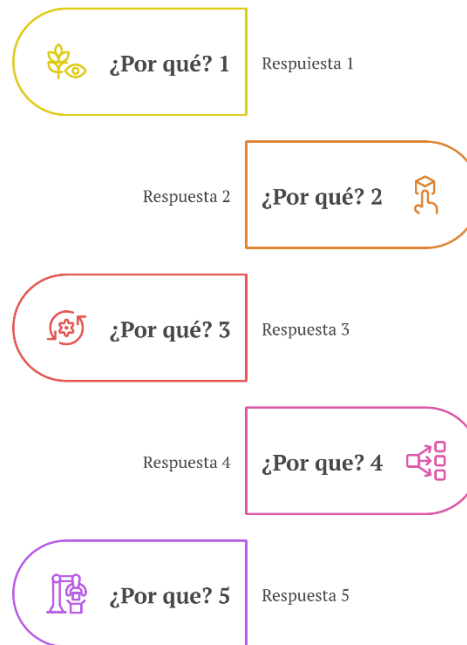 ¿Por qué? 1
Respuiesta 1
Respuesta 2
¿Por qué? 2
¿Por qué? 3
Respuesta 3
Respuesta 4
¿Por que? 4
¿Por que? 5
Respuesta 5